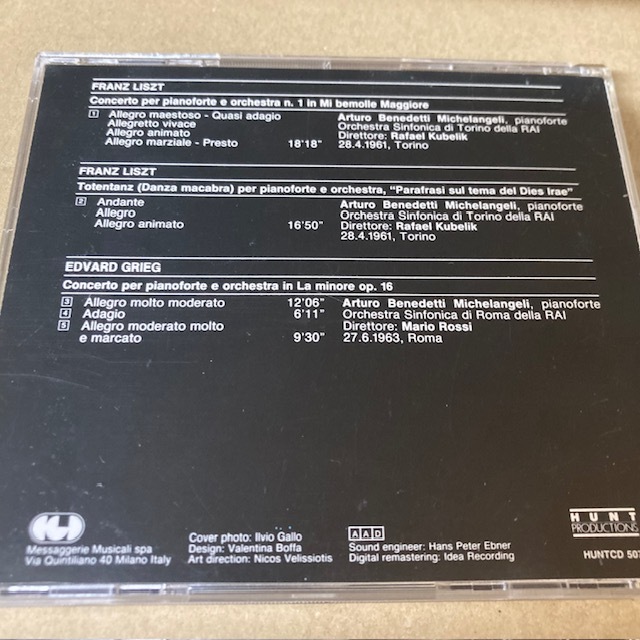 FRANZ LISZT
Concerto per pianoforte e orchestra n. 1 in Mi bemolle Maggiore
1 Allegro maestoso - Quasi adagio
Allegretto vivace
Allegro animato
Allegro marziale - Presto 18'18"
Arturo Benedetti Michelangeli, pianoforte
Orchestra Sinfonica di Torino della RAI
Direttore: Rafael Kubelik
28.4.1961, Torino
FRANZ LISZT
Totentanz (Danza macabra) per pianoforte e orchestra, "Parafrasi sul tema del Dies Irae"
2 Andante
Allegro
Allegro animato 16'50"
Arturo Benedetti Michelangeli, pianoforte
Orchestra Sinfonica di Torino della RAI
Direttore: Rafael Kubelik
28.4.1961, Torino
EDVARD GRIEG
Concerto per pianoforte e orchestra in La minore op. 16
3 Allegro molto moderato 12'06"
4 Adagio 6'11"
5 Allegro moderato molto
e marcato 9'30"
Arturo Benedetti Michelangeli, pianoforte
Orchestra Sinfonica di Roma della RAI
Direttore: Mario Rossi
27.6.1963, Roma
Messaggerie Musicali spa
Via Quintiliano 40 Milano Italy
Cover photo: Ilvio Gallo
Design: Valentina Boffa
Art direction: Nicos Velissiotis
AAD
Sound engineer: Hans Peter Ebner
Digital remastering: Idea Recording
HUNT
PRODUCTIONS
HUNTCD 507